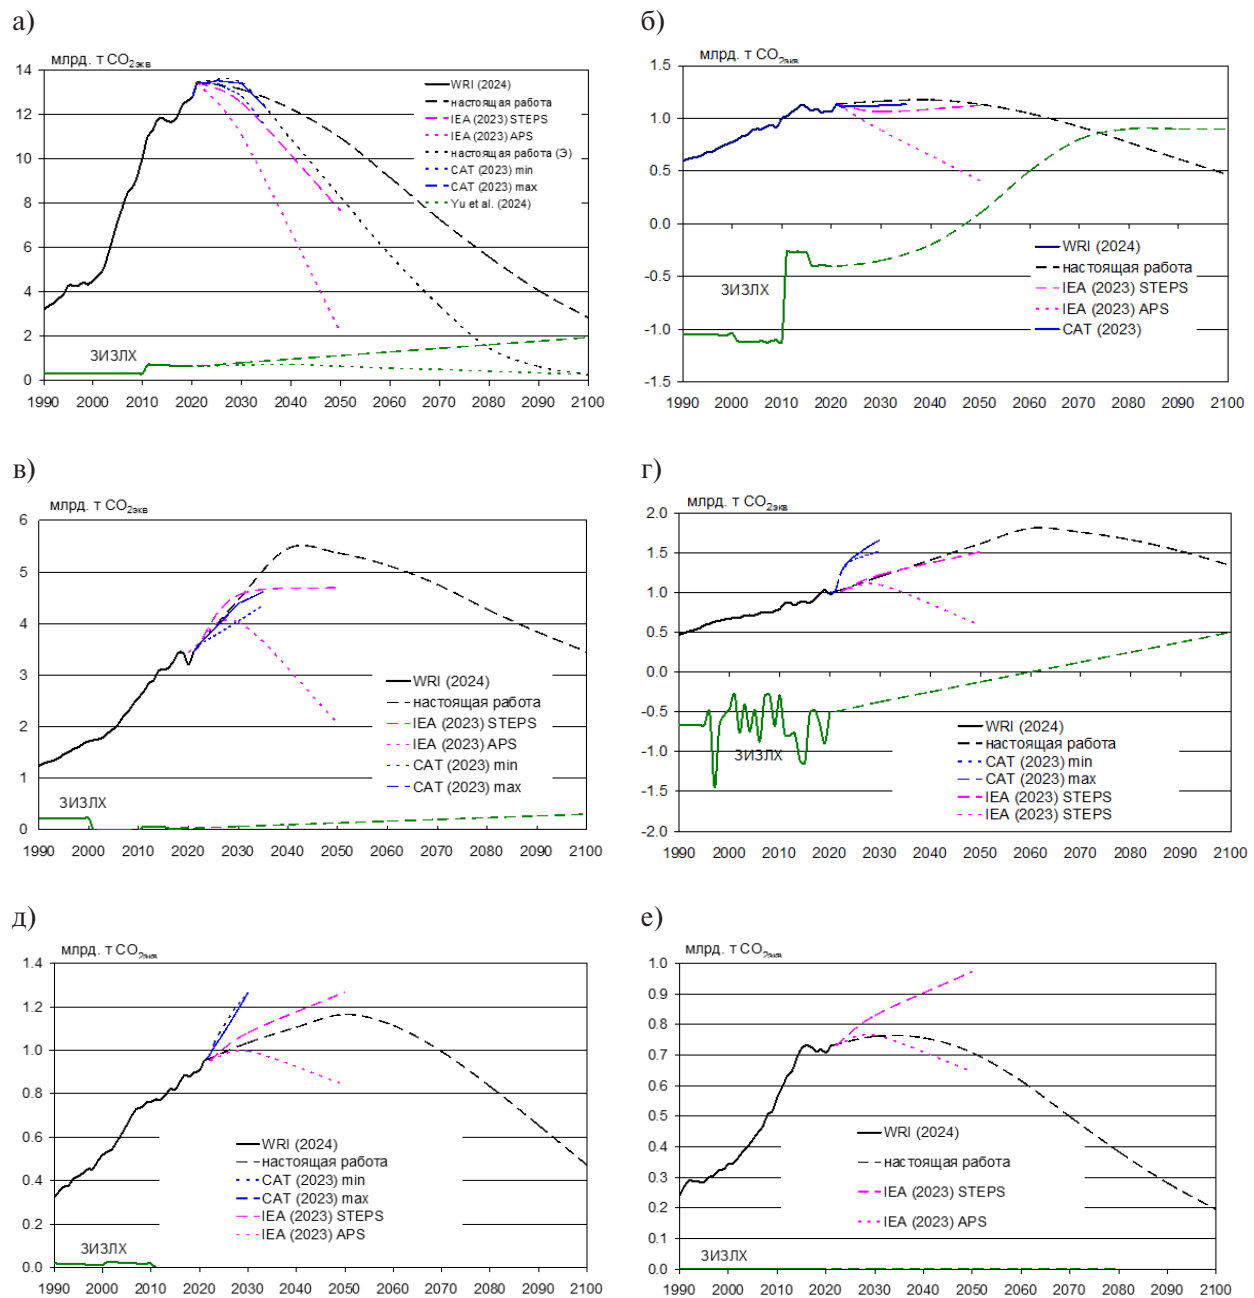 а)
млрд. т CO2экв
14
12
10
8
6
4
2
0
1990 2000 2010 2020 2030 2040 2050 2060 2070 2080 2090 2100
WRI (2024)
настоящая работа
IEA (2023) STEPS
IEA (2023) APS
настоящая работа (Э)
CAT (2023) min
CAT (2023) max
Yu et al. (2024)
ЗИЗЛХ
б)
млрд. т CO2экв
1.5
1.0
0.5
0.0
-0.5
-1.0
-1.5
1990 2000 2010 2020 2030 2040 2050 2060 2070 2080 2090 2100
WRI (2024)
настоящая работа
IEA (2023) STEPS
IEA (2023) APS
CAT (2023)
ЗИЗЛХ
в)
млрд. т CO2экв
6
5
4
3
2
1
0
1990 2000 2010 2020 2030 2040 2050 2060 2070 2080 2090 2100
WRI (2024)
настоящая работа
IEA (2023) STEPS
IEA (2023) APS
CAT (2023) min
CAT (2023) max
ЗИЗЛХ
г)
млрд. т CO2экв
2.0
1.5
1.0
0.5
0.0
-0.5
-1.0
-1.5
-2.0
1990 2000 2010 2020 2030 2040 2050 2060 2070 2080 2090 2100
WRI (2024)
настоящая работа
CAT (2023) min
CAT (2023) max
IEA (2023) STEPS
IEA (2023) STEPS
ЗИЗЛХ
д)
млрд. т CO2экв
1.4
1.2
1.0
0.8
0.6
0.4
0.2
0.0
1990 2000 2010 2020 2030 2040 2050 2060 2070 2080 2090 2100
WRI (2024)
настоящая работа
CAT (2023) min
CAT (2023) max
IEA (2023) STEPS
IEA (2023) APS
ЗИЗЛХ
е)
млрд. т CO2экв
1.0
0.9
0.8
0.7
0.6
0.5
0.4
0.3
0.2
0.1
0.0
1990 2000 2010 2020 2030 2040 2050 2060 2070 2080 2090 2100
WRI (2024)
настоящая работа
IEA (2023) STEPS
IEA (2023) APS
ЗИЗЛХ